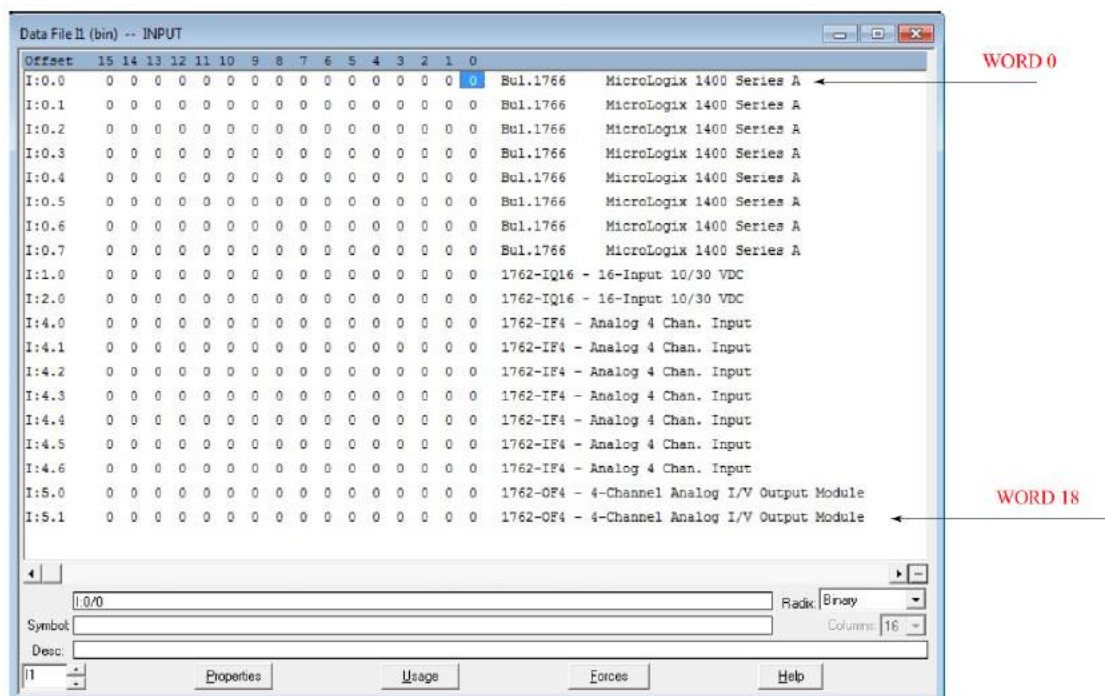 Data File I1 (bin) -- INPUT
Offset 15 14 13 12 11 10 9 8 7 6 5 4 3 2 1 0
I:0.0 0 0 0 0 0 0 0 0 0 0 0 0 0 0 0 0 Bul.1766 MicroLogix 1400 Series A
WORD 0
I:0.1 0 0 0 0 0 0 0 0 0 0 0 0 0 0 0 0 Bul.1766 MicroLogix 1400 Series A
I:0.2 0 0 0 0 0 0 0 0 0 0 0 0 0 0 0 0 Bul.1766 MicroLogix 1400 Series A
I:0.3 0 0 0 0 0 0 0 0 0 0 0 0 0 0 0 0 Bul.1766 MicroLogix 1400 Series A
I:0.4 0 0 0 0 0 0 0 0 0 0 0 0 0 0 0 0 Bul.1766 MicroLogix 1400 Series A
I:0.5 0 0 0 0 0 0 0 0 0 0 0 0 0 0 0 0 Bul.1766 MicroLogix 1400 Series A
I:0.6 0 0 0 0 0 0 0 0 0 0 0 0 0 0 0 0 Bul.1766 MicroLogix 1400 Series A
I:0.7 0 0 0 0 0 0 0 0 0 0 0 0 0 0 0 0 Bul.1766 MicroLogix 1400 Series A
I:1.0 0 0 0 0 0 0 0 0 0 0 0 0 0 0 0 0 1762-IQ16 - 16-Input 10/30 VDC
I:2.0 0 0 0 0 0 0 0 0 0 0 0 0 0 0 0 0 1762-IQ16 - 16-Input 10/30 VDC
I:4.0 0 0 0 0 0 0 0 0 0 0 0 0 0 0 0 0 1762-IF4 - Analog 4 Chan. Input
I:4.1 0 0 0 0 0 0 0 0 0 0 0 0 0 0 0 0 1762-IF4 - Analog 4 Chan. Input
I:4.2 0 0 0 0 0 0 0 0 0 0 0 0 0 0 0 0 1762-IF4 - Analog 4 Chan. Input
I:4.3 0 0 0 0 0 0 0 0 0 0 0 0 0 0 0 0 1762-IF4 - Analog 4 Chan. Input
I:4.4 0 0 0 0 0 0 0 0 0 0 0 0 0 0 0 0 1762-IF4 - Analog 4 Chan. Input
I:4.5 0 0 0 0 0 0 0 0 0 0 0 0 0 0 0 0 1762-IF4 - Analog 4 Chan. Input
I:4.6 0 0 0 0 0 0 0 0 0 0 0 0 0 0 0 0 1762-IF4 - Analog 4 Chan. Input
I:5.0 0 0 0 0 0 0 0 0 0 0 0 0 0 0 0 0 1762-OF4 - 4-Channel Analog I/V Output Module
I:5.1 0 0 0 0 0 0 0 0 0 0 0 0 0 0 0 0 1762-OF4 - 4-Channel Analog I/V Output Module
WORD 18
I:0/0 Radix: Binary
Symbol: Columns: 16
Desc:
I1 Properties Usage Forces Help